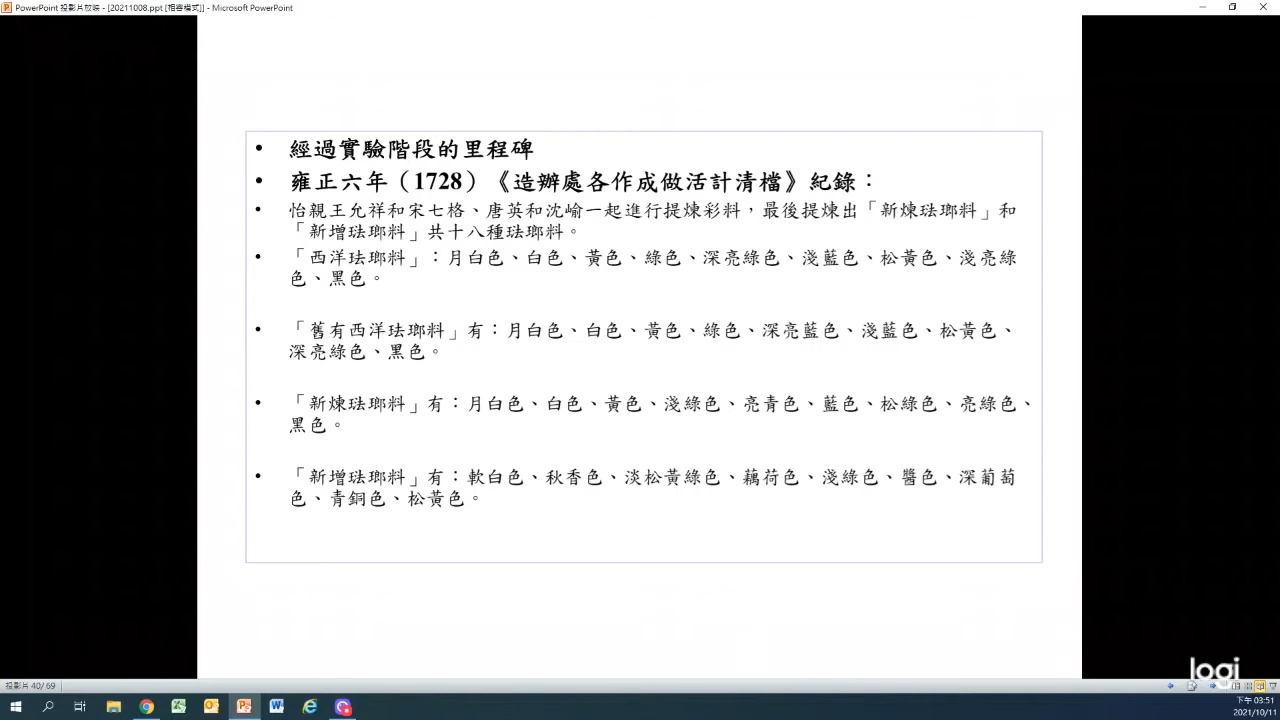 PowerPoint 投影片放映 - [20211008.ppt [相容模式]] - Microsoft PowerPoint
• 經過實驗階段的里程碑
• 雍正六年（1728）《造辦處各作成做活計清檔》紀錄：
• 怡親王允祥和宋七格、唐英和沈崳一起進行提煉彩料，最後提煉出「新煉琺瑯料」和
「新增琺瑯料」共十八種琺瑯料。
• 「西洋琺瑯料」：月白色、白色、黃色、綠色、深亮綠色、淺藍色、松黃色、淺亮綠
色、黑色。
• 「舊有西洋琺瑯料」有：月白色、白色、黃色、綠色、深亮藍色、淺藍色、松黃色、
深亮綠色、黑色。
• 「新煉琺瑯料」有：月白色、白色、黃色、淺綠色、亮青色、藍色、松綠色、亮綠色、
黑色。
• 「新增琺瑯料」有：軟白色、秋香色、淡松黃綠色、藕荷色、淺綠色、醬色、深葡萄
色、青銅色、松黃色。
logi
投影片 40/ 69
下午 03:51
2021/10/11